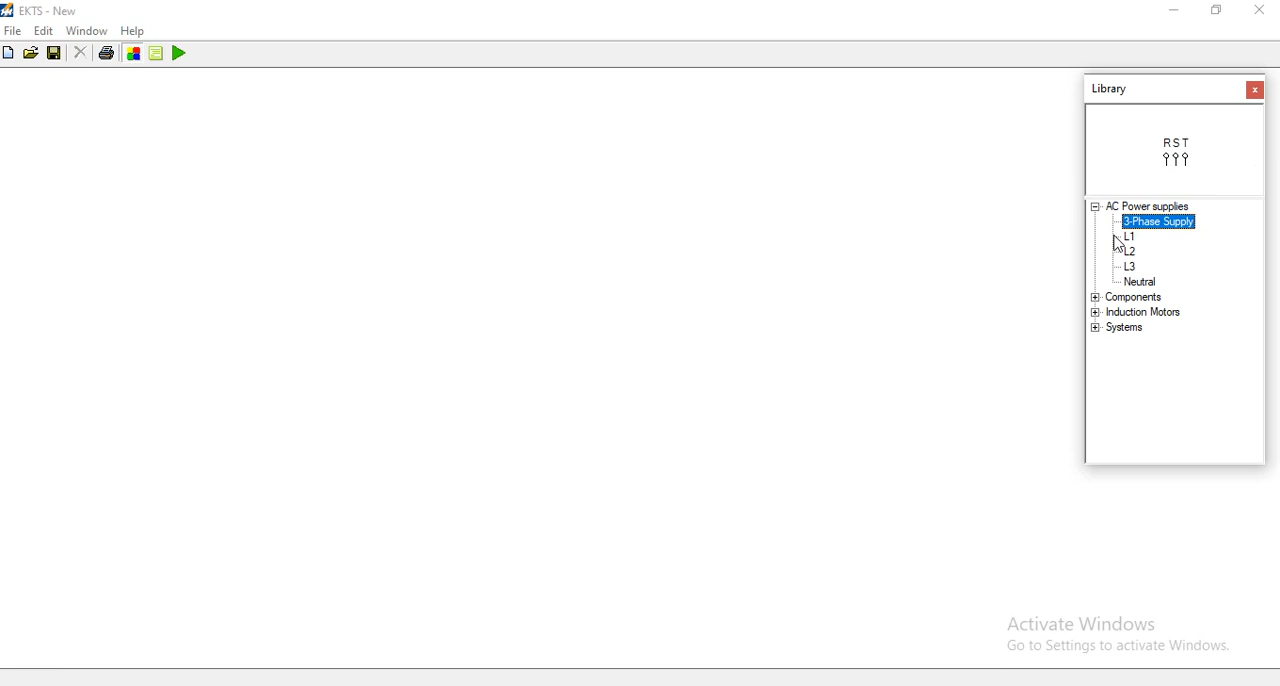 EKTS - New
File Edit Window Help
Library
R S T
AC Power supplies
3-Phase Supply
L1
L2
L3
Neutral
Components
Induction Motors
Systems
Activate Windows
Go to Settings to activate Windows.